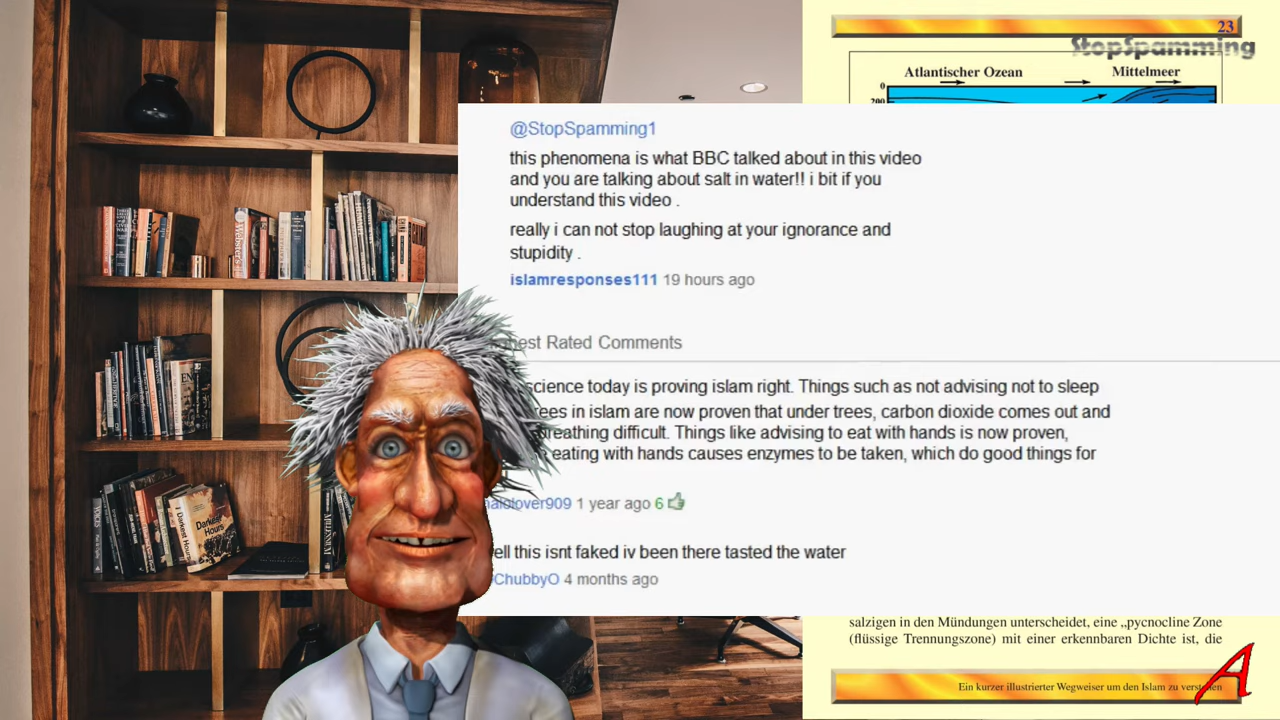 23
StopSpamming
Atlantischer Ozean
Mittelmeer
0
200
@StopSpamming1
this phenomena is what BBC talked about in this video
and you are talking about salt in water!! i bit if you
understand this video .
really i can not stop laughing at your ignorance and
stupidity .
islamresponses111 19 hours ago
Rated Comments
science today is proving islam right. Things such as not advising not to sleep
in islam are now proven that under trees, carbon dioxide comes out and
difficult. Things like advising to eat with hands is now proven,
eating with hands causes enzymes to be taken, which do good things for
1 year ago 6
this isnt faked iv been there tasted the water
ChubbyO 4 months ago
salzigen in den Mündungen unterscheidet, eine „pycnocline Zone
(flüssige Trennungszone) mit einer erkennbaren Dichte ist, die
Ein kurzer illustrierter Wegweiser um den Islam zu verstehen
A
Darkest
Hours